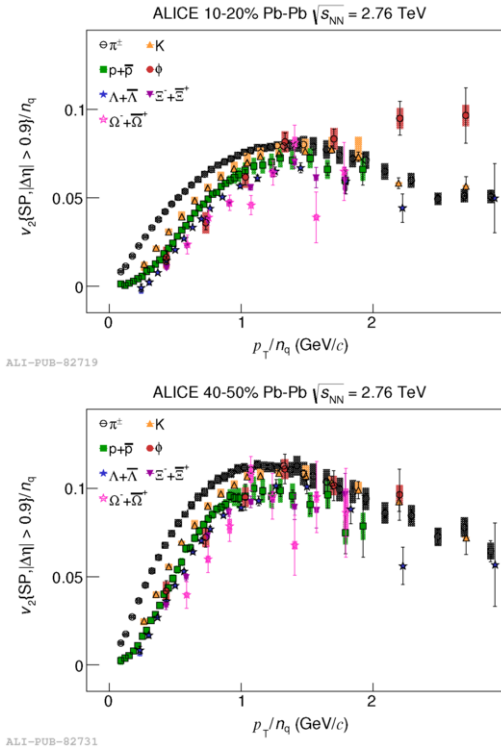 ALICE 10-20% Pb-Pb √sNN = 2.76 TeV
π± K
p+p̅ ϕ
Λ+Λ̅ Ξ⁻+Ξ̅⁺
Ω⁻+Ω̅⁺
v2{SP,|Δη| > 0.9}/nq
0.1
0.05
0
0 1 2
pT/nq (GeV/c)
ALI-PUB-82719
ALICE 40-50% Pb-Pb √sNN = 2.76 TeV
π± K
p+p̅ ϕ
Λ+Λ̅ Ξ⁻+Ξ̅⁺
Ω⁻+Ω̅⁺
v2{SP,|Δη| > 0.9}/nq
0.1
0.05
0
0 1 2
pT/nq (GeV/c)
ALI-PUB-82731